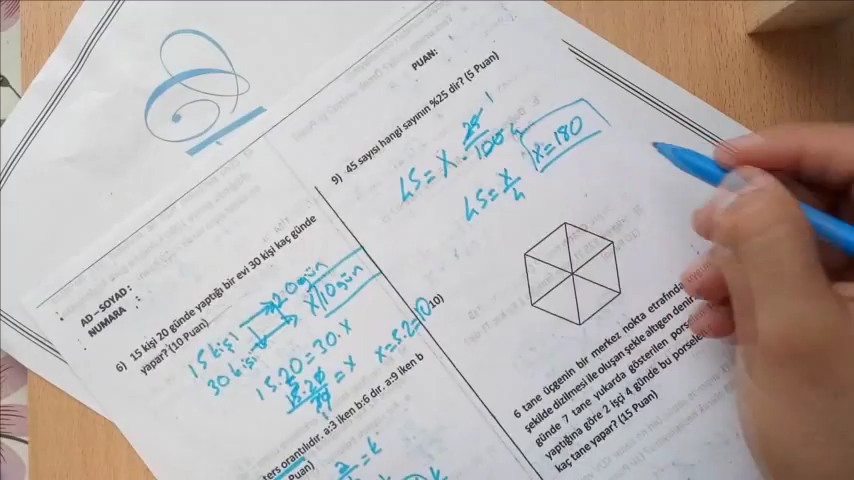 PUAN:
AD-SOYAD :
NUMARA :
6) 15 kişi 20 günde yaptığı bir evi 30 kişi kaç günde
yapar? (10 Puan)
15 kişi 20 gün
30 kişi x 10 gün
15.20=30.x
= x
x=5.2=10
ters orantılıdır. a:3 iken b:6 dır. a:9 iken b
Puan)
= k
9) 45 sayısı hangi sayının %25 dir? (5 Puan)
45 = x . 25/100 1 4
45 = x/4
x=180
10)
6 tane üçgenin bir merkez nokta etrafında
şekilde dizilmesi ile oluşan şekle altıgen denir.
günde 7 tane yukarda gösterilen
yaptığına göre 2 işçi 4 günde bu porselen
kaç tane yapar? (15 Puan)